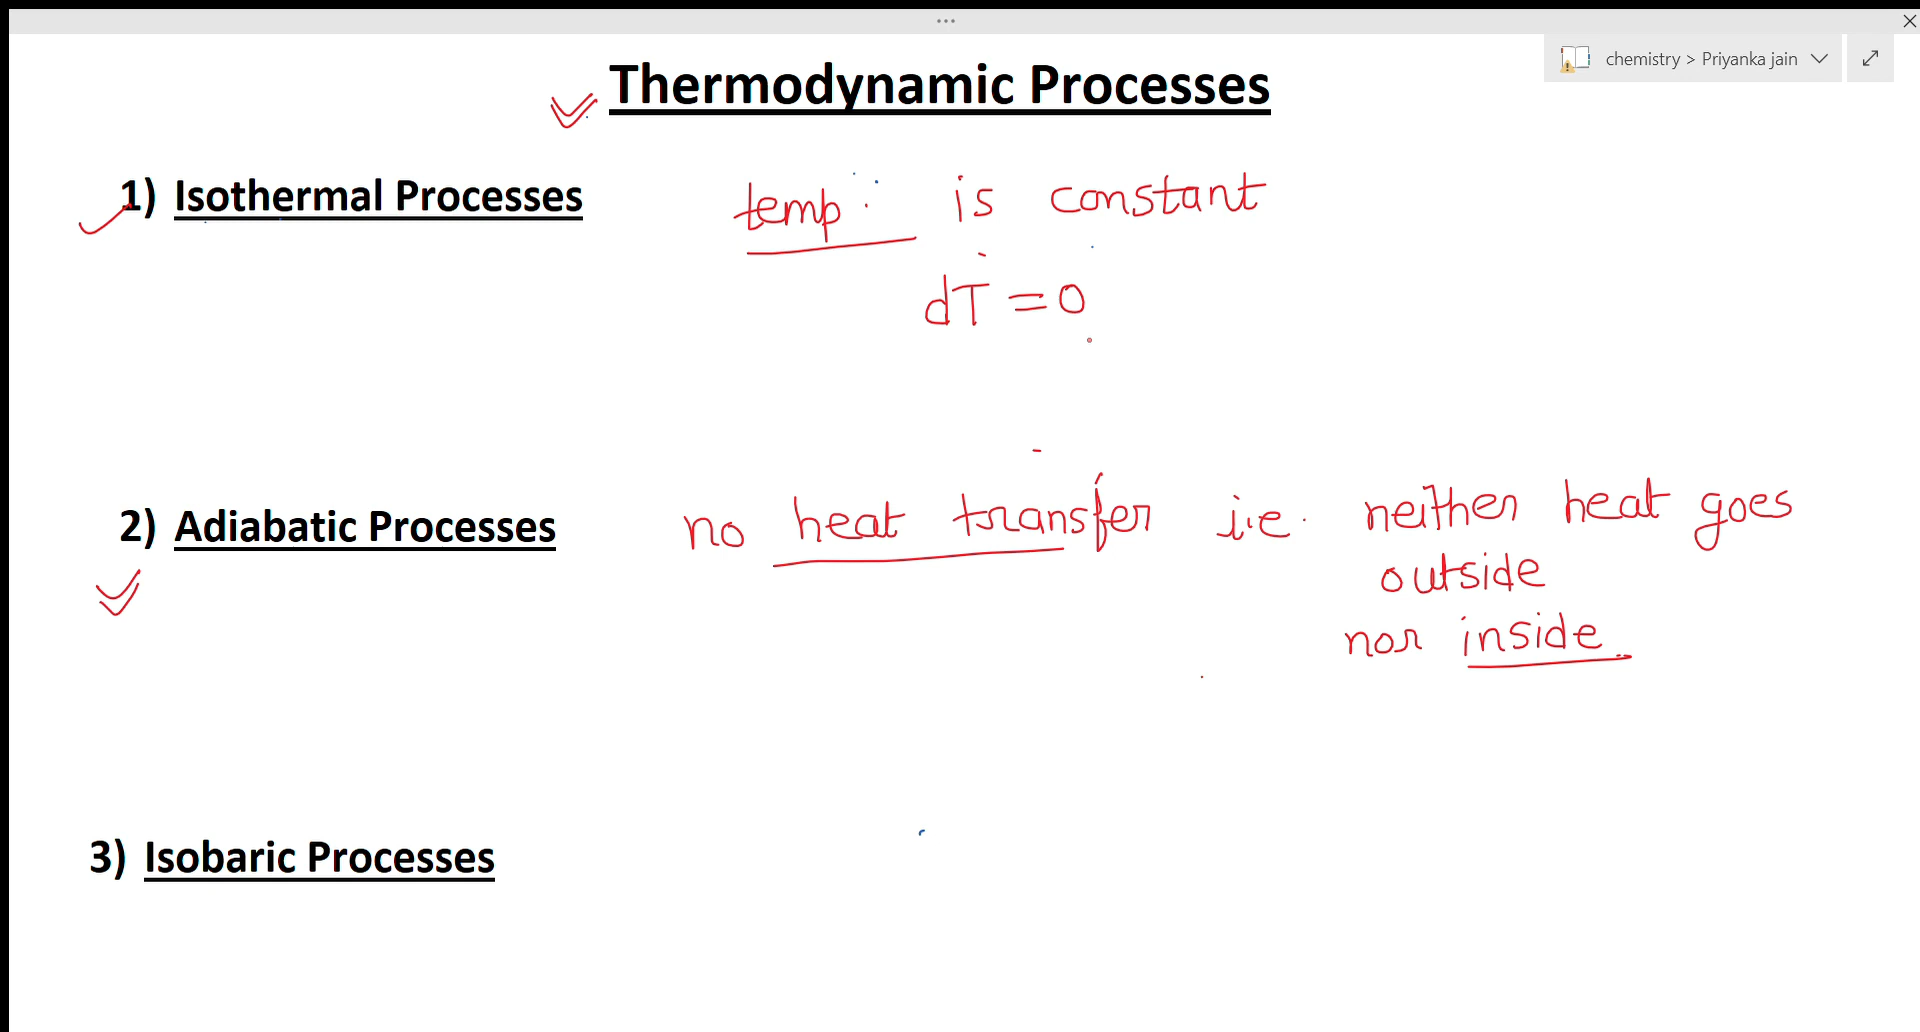 chemistry > Priyanka jain
Thermodynamic Processes
1) Isothermal Processes temp. is constant
dT = 0
2) Adiabatic Processes no heat transfer i.e. neither heat goes
outside
nor inside.
3) Isobaric Processes